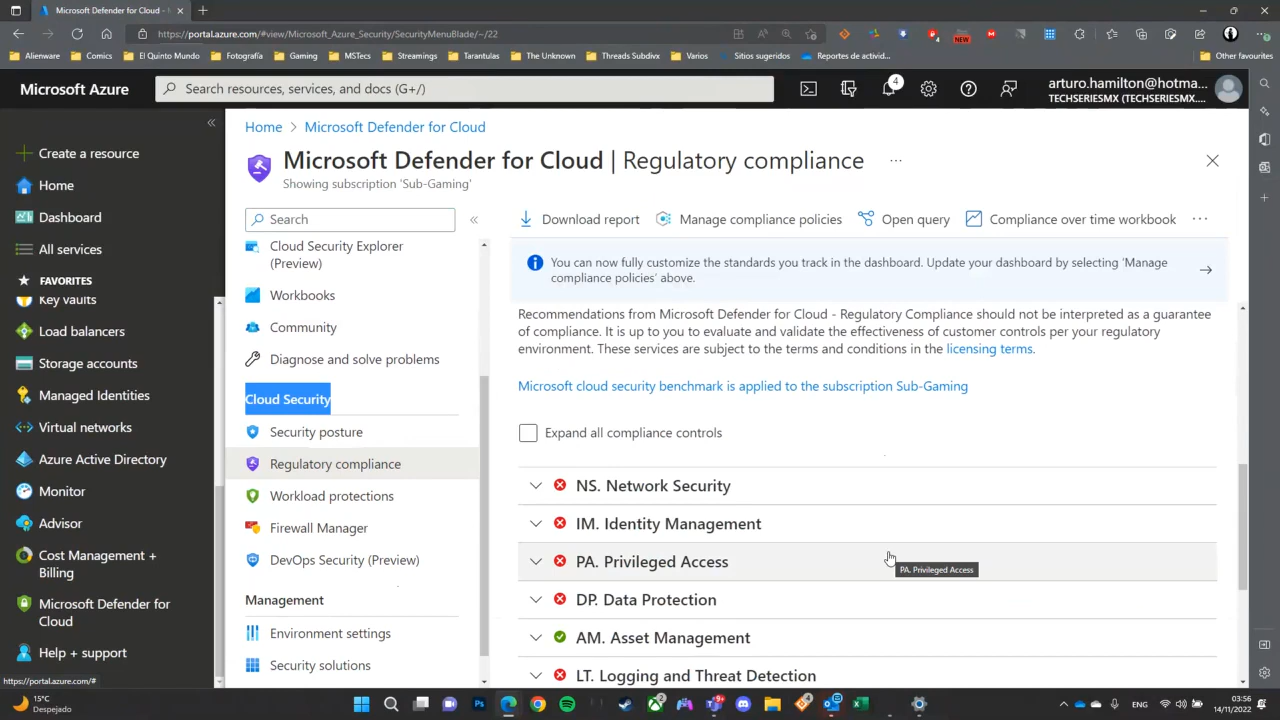 Microsoft Defender for Cloud -
https://portal.azure.com/#view/Microsoft_Azure_Security/SecurityMenuBlade/~/22
Alienware
Comics
El Quinto Mundo
Fotografía
Gaming
MSTecs
Streamings
Tarantulas
The Unknown
Threads Subdivx
Varios
Sitios sugeridos
Reportes de activid...
Other favourites
Microsoft Azure
Search resources, services, and docs (G+/)
4
arturo.hamilton@hotma...
TECHSERIESMX (TECHSERIESMX....
Create a resource
Home
Dashboard
All services
FAVORITES
Key vaults
Load balancers
Storage accounts
Managed Identities
Virtual networks
Azure Active Directory
Monitor
Advisor
Cost Management +
Billing
Microsoft Defender for
Cloud
Help + support
https://portal.azure.com/#
Home > Microsoft Defender for Cloud
Microsoft Defender for Cloud | Regulatory compliance
...
Showing subscription 'Sub-Gaming'
Search
Cloud Security Explorer
(Preview)
Workbooks
Community
Diagnose and solve problems
Cloud Security
Security posture
Regulatory compliance
Workload protections
Firewall Manager
DevOps Security (Preview)
Management
Environment settings
Security solutions
Download report
Manage compliance policies
Open query
Compliance over time workbook
...
You can now fully customize the standards you track in the dashboard. Update your dashboard by selecting 'Manage
compliance policies' above.
Recommendations from Microsoft Defender for Cloud - Regulatory Compliance should not be interpreted as a guarantee
of compliance. It is up to you to evaluate and validate the effectiveness of customer controls per your regulatory
environment. These services are subject to the terms and conditions in the licensing terms.
Microsoft cloud security benchmark is applied to the subscription Sub-Gaming
Expand all compliance controls
NS. Network Security
IM. Identity Management
PA. Privileged Access
PA. Privileged Access
DP. Data Protection
AM. Asset Management
LT. Logging and Threat Detection
15°C
Despejado
ENG
03:56
14/11/2022